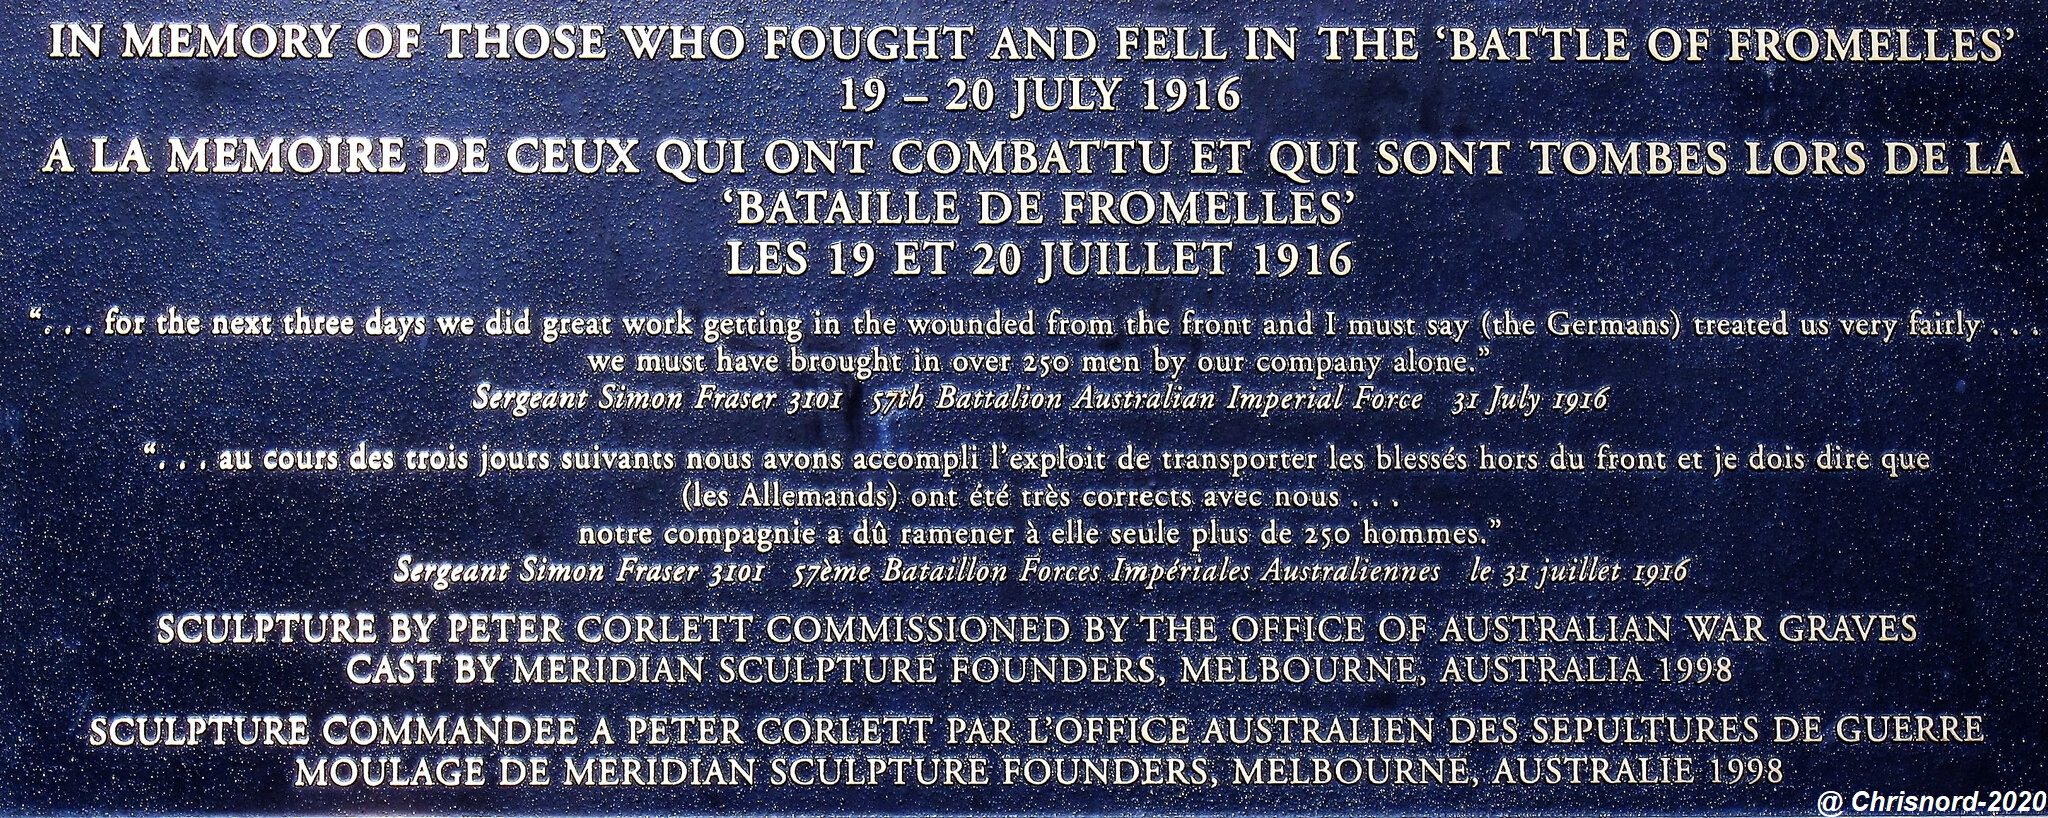 IN MEMORY OF THOSE WHO FOUGHT AND FELL IN THE ‘BATTLE OF FROMELLES’
19 – 20 JULY 1916
A LA MEMOIRE DE CEUX QUI ONT COMBATTU ET QUI SONT TOMBES LORS DE LA
‘BATAILLE DE FROMELLES’
LES 19 ET 20 JUILLET 1916
“. . . for the next three days we did great work getting in the wounded from the front and I must say (the Germans) treated us very fairly . . .
we must have brought in over 250 men by our company alone.”
Sergeant Simon Fraser 3101 57th Battalion Australian Imperial Force 31 July 1916
“. . . au cours des trois jours suivants nous avons accompli l’exploit de transporter les blessés hors du front et je dois dire que
(les Allemands) ont été très corrects avec nous . . .
notre compagnie a dû ramener à elle seule plus de 250 hommes.”
Sergeant Simon Fraser 3101 57ème Bataillon Forces Impériales Australiennes le 31 juillet 1916
SCULPTURE BY PETER CORLETT COMMISSIONED BY THE OFFICE OF AUSTRALIAN WAR GRAVES
CAST BY MERIDIAN SCULPTURE FOUNDERS, MELBOURNE, AUSTRALIA 1998
SCULPTURE COMMANDEE A PETER CORLETT PAR L’OFFICE AUSTRALIEN DES SEPULTURES DE GUERRE
MOULAGE DE MERIDIAN SCULPTURE FOUNDERS, MELBOURNE, AUSTRALIE 1998
@ Chrisnord-2020